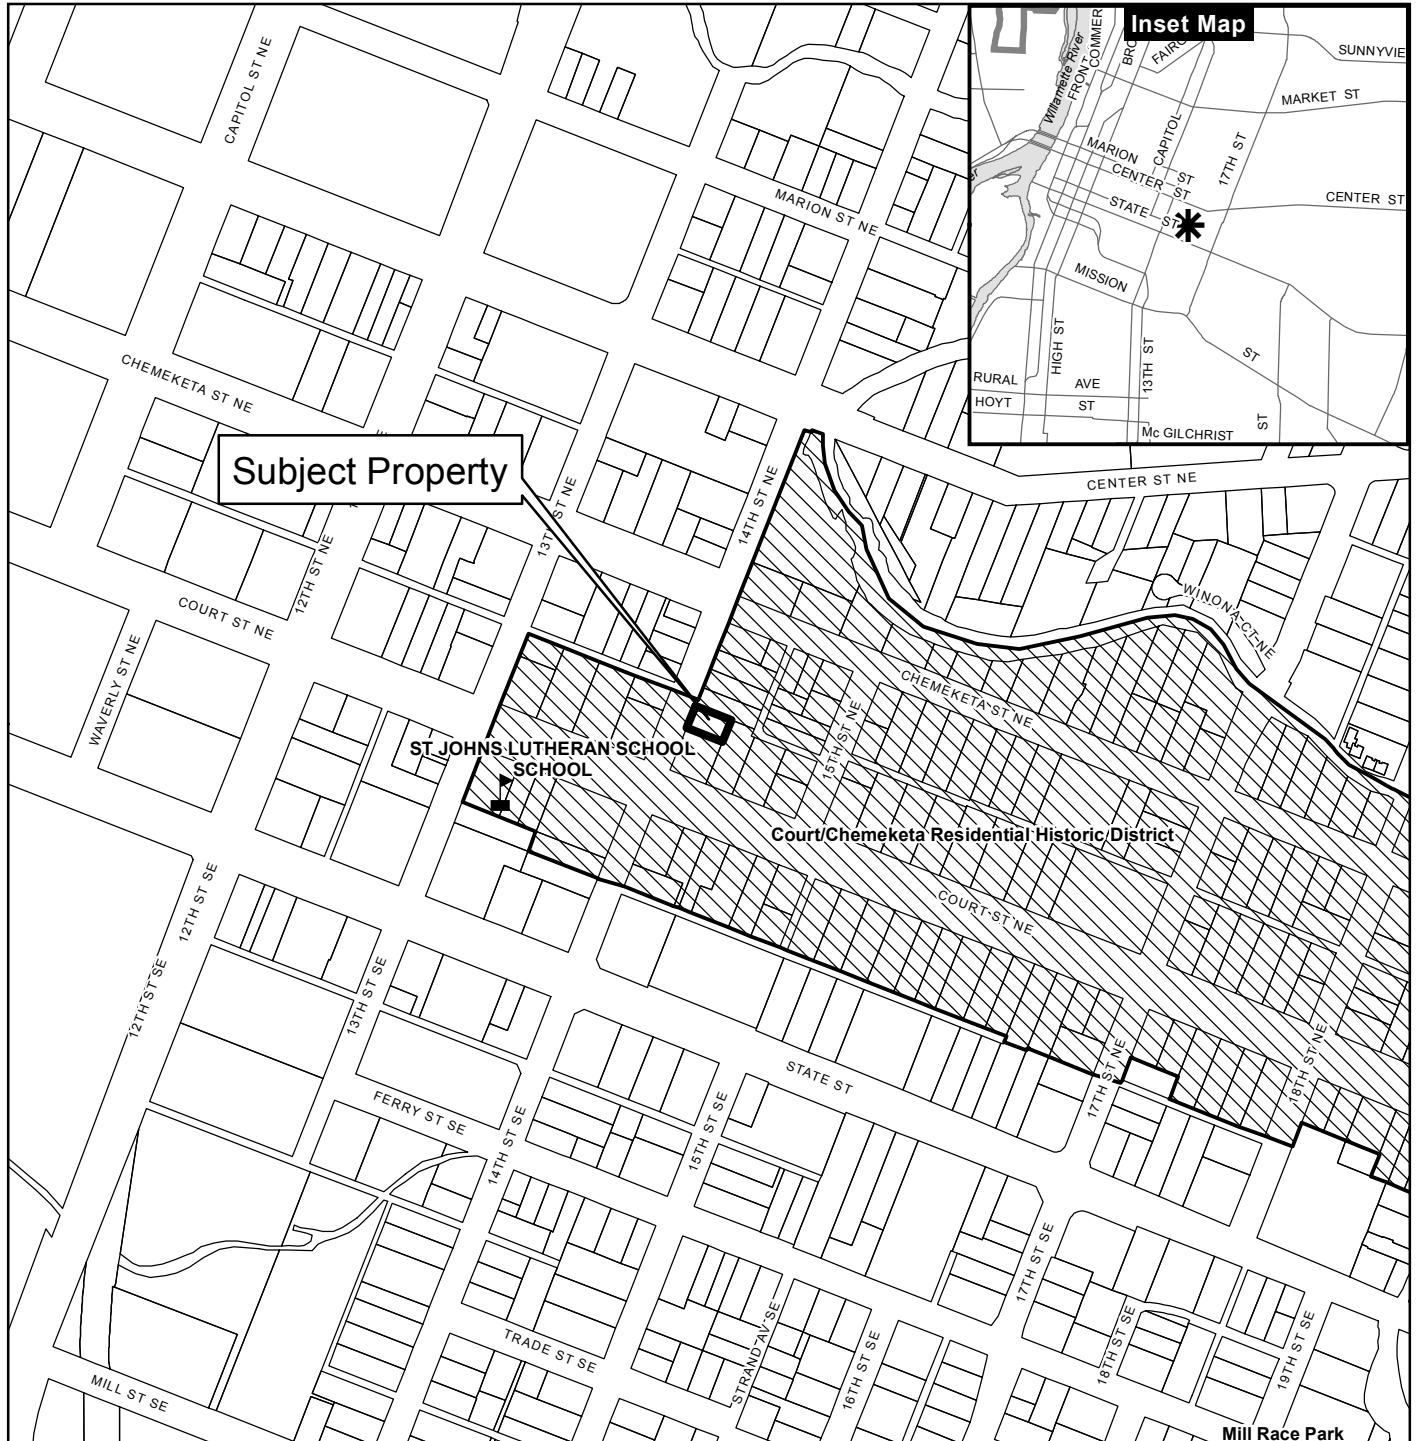 Inset Map
Willamette River
FRONT
COMMER
BRO
FAIRG
SUNNYVIE
MARKET ST
CAPITOL
17TH ST
MARION
ST
CENTER ST
CENTER ST
STATE ST
MISSION
HIGH ST
13TH ST
ST
RURAL AVE
HOYT ST
ST
Mc GILCHRIST
CAPITOL ST NE
MARION ST NE
CHEMEKETA ST NE
Subject Property
13TH ST NE
14TH ST NE
CENTER ST NE
12TH ST NE
COURT ST NE
WINONA CT NE
WAVERLY ST NE
CHEMEKETA ST NE
15TH ST NE
ST JOHNS LUTHERAN SCHOOL
SCHOOL
Court/Chemeketa Residential Historic District
COURT ST NE
12TH ST SE
12TH ST SE
13TH ST SE
STATE ST
17TH ST NE
18TH ST NE
FERRY ST SE
14TH ST SE
15TH ST SE
17TH ST SE
TRADE ST SE
STRAND AV SE
16TH ST SE
18TH ST SE
19TH ST SE
MILL ST SE
Mill Race Park